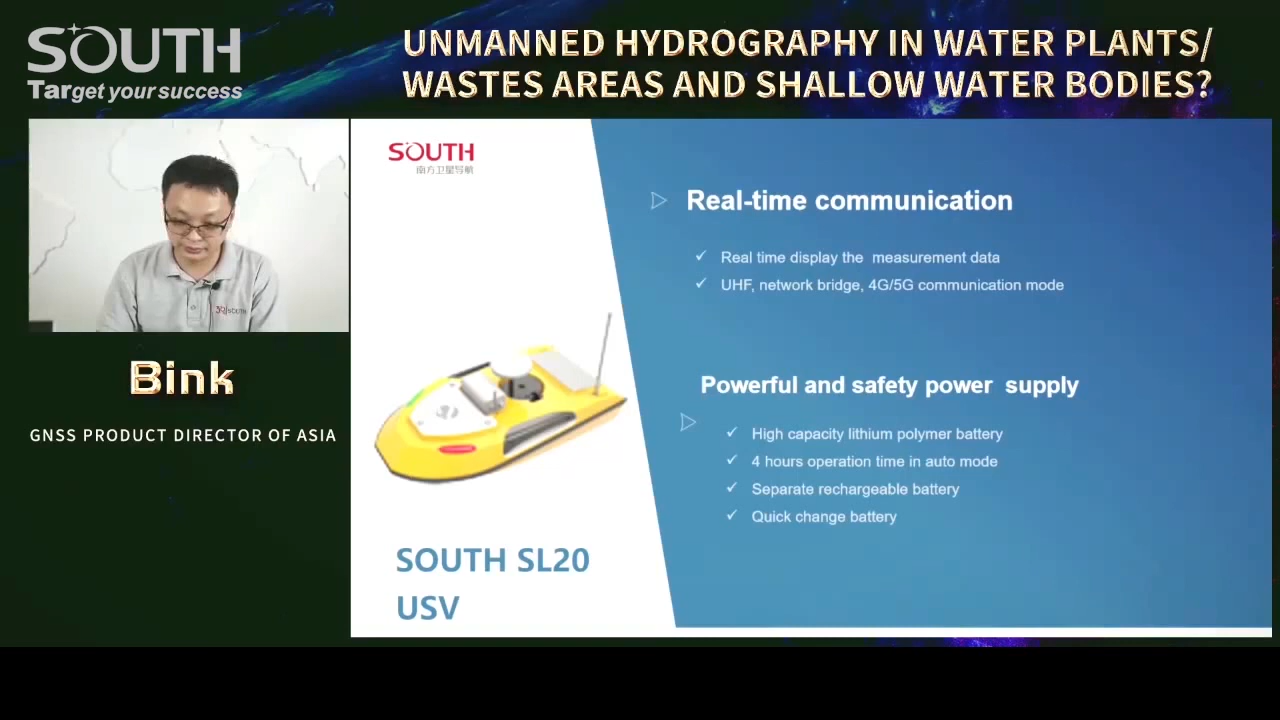 SOUTH
Target your success
UNMANNED HYDROGRAPHY IN WATER PLANTS/
WASTES AREAS AND SHALLOW WATER BODIES?
SOUTH
Bink
GNSS PRODUCT DIRECTOR OF ASIA
SOUTH
南方卫星导航
SOUTH SL20
USV
Real-time communication
Real time display the measurement data
UHF, network bridge, 4G/5G communication mode
Powerful and safety power supply
High capacity lithium polymer battery
4 hours operation time in auto mode
Separate rechargeable battery
Quick change battery